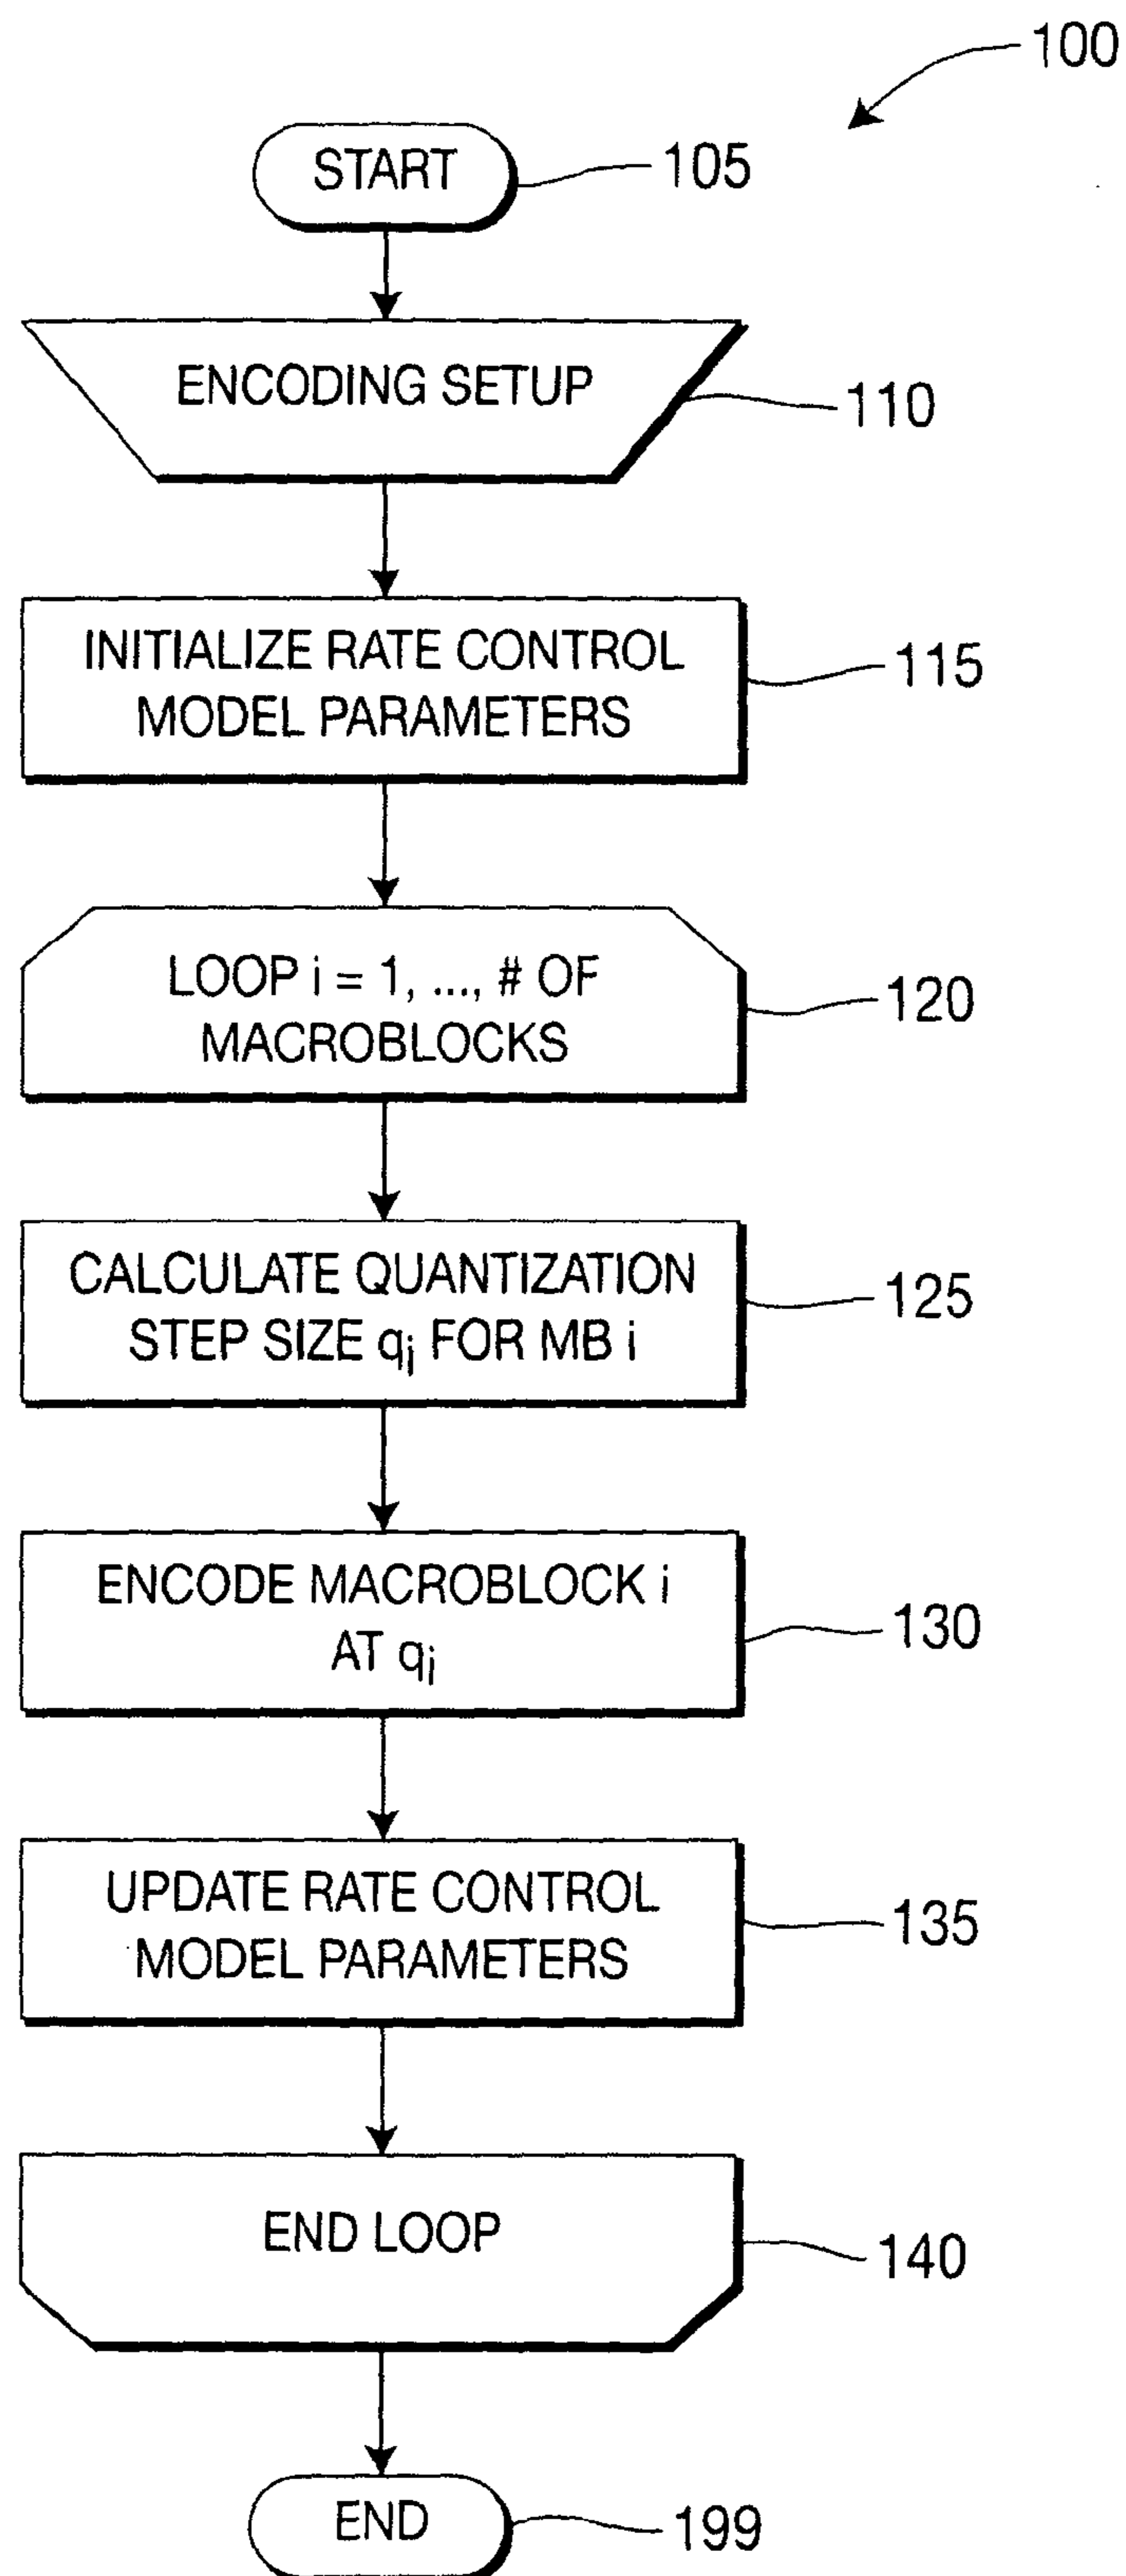 100
START
105
ENCODING SETUP
110
INITIALIZE RATE CONTROL
MODEL PARAMETERS
115
LOOP i = 1, ..., # OF
MACROBLOCKS
120
CALCULATE QUANTIZATION
STEP SIZE qi FOR MB i
125
ENCODE MACROBLOCK i
AT qi
130
UPDATE RATE CONTROL
MODEL PARAMETERS
135
END LOOP
140
END
199